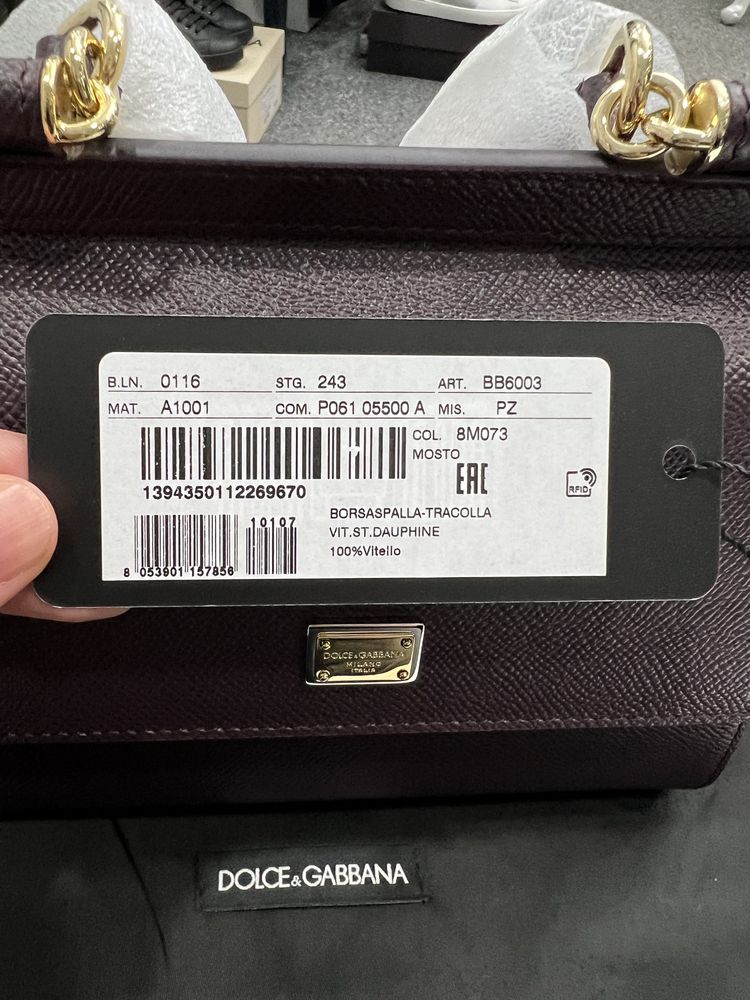 B.LN. 0116 STG. 243 ART. BB6003
MAT. A1001 COM. P061 05500 A MIS. PZ
COL. 8M073
MOSTO
EAC
RFID
1394350112269670
10107
BORSASPALLA-TRACOLLA
VIT.ST.DAUPHINE
100%Vitello
8 053901 157856
DOLCE&GABBANA
MILANO
ITALIA
DOLCE&GABBANA